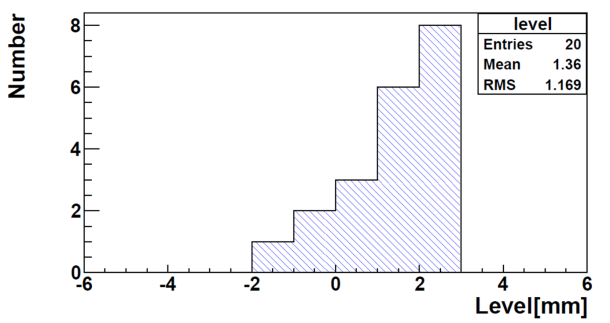 Number
8
6
4
2
0
-6 -4 -2 0 2 4 6
Level[mm]
level
Entries 20
Mean 1.36
RMS 1.169